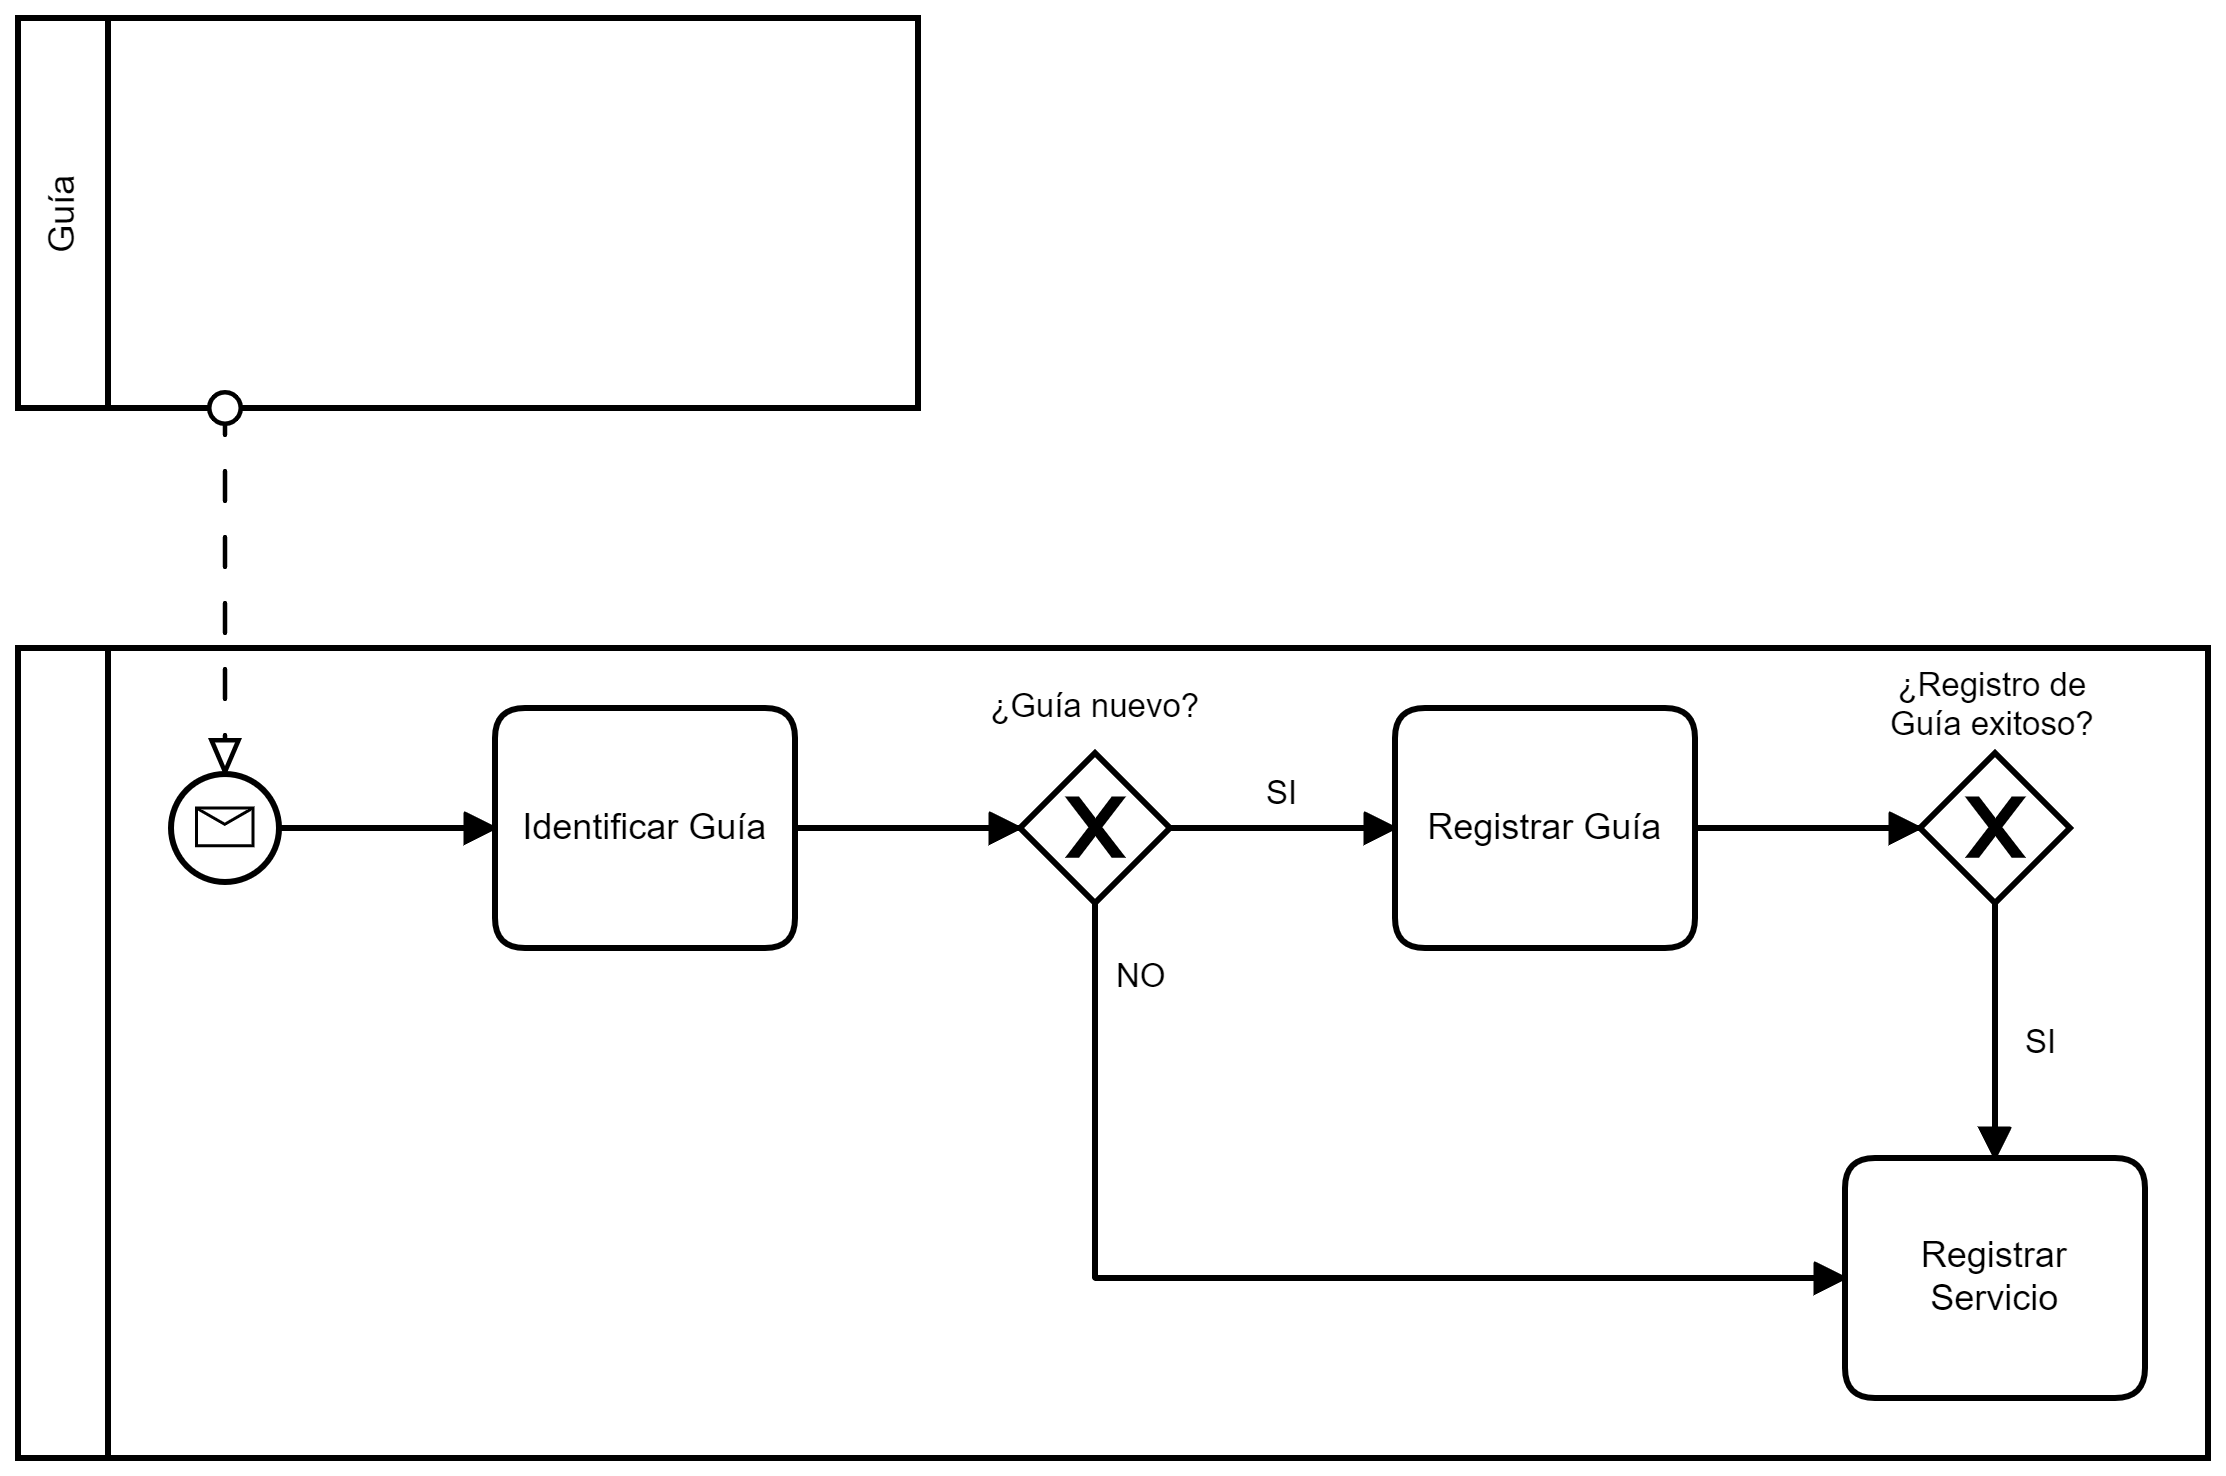 Guía
¿Guía nuevo?
¿Registro de
Guía exitoso?
SI
Identificar Guía
X
Registrar Guía
X
NO
SI
Registrar
Servicio